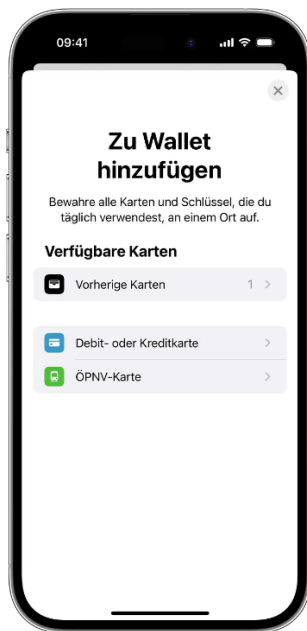 09:41
Zu Wallet
hinzufügen
Bewahre alle Karten und Schlüssel, die du
täglich verwendest, an einem Ort auf.
Verfügbare Karten
Vorherige Karten 1
Debit- oder Kreditkarte
ÖPNV-Karte